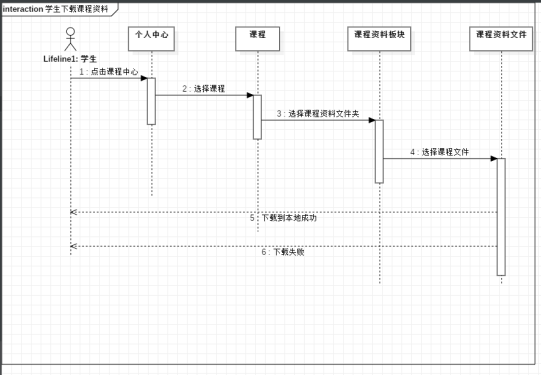 interaction 学生下载课程资料
个人中心
课程
课程资料板块
课程资料文件
Lifeline1: 学生
1 : 点击课程中心
2 : 选择课程
3 : 选择课程资料文件夹
4 : 选择课程文件
5 : 下载到本地成功
6 : 下载失败